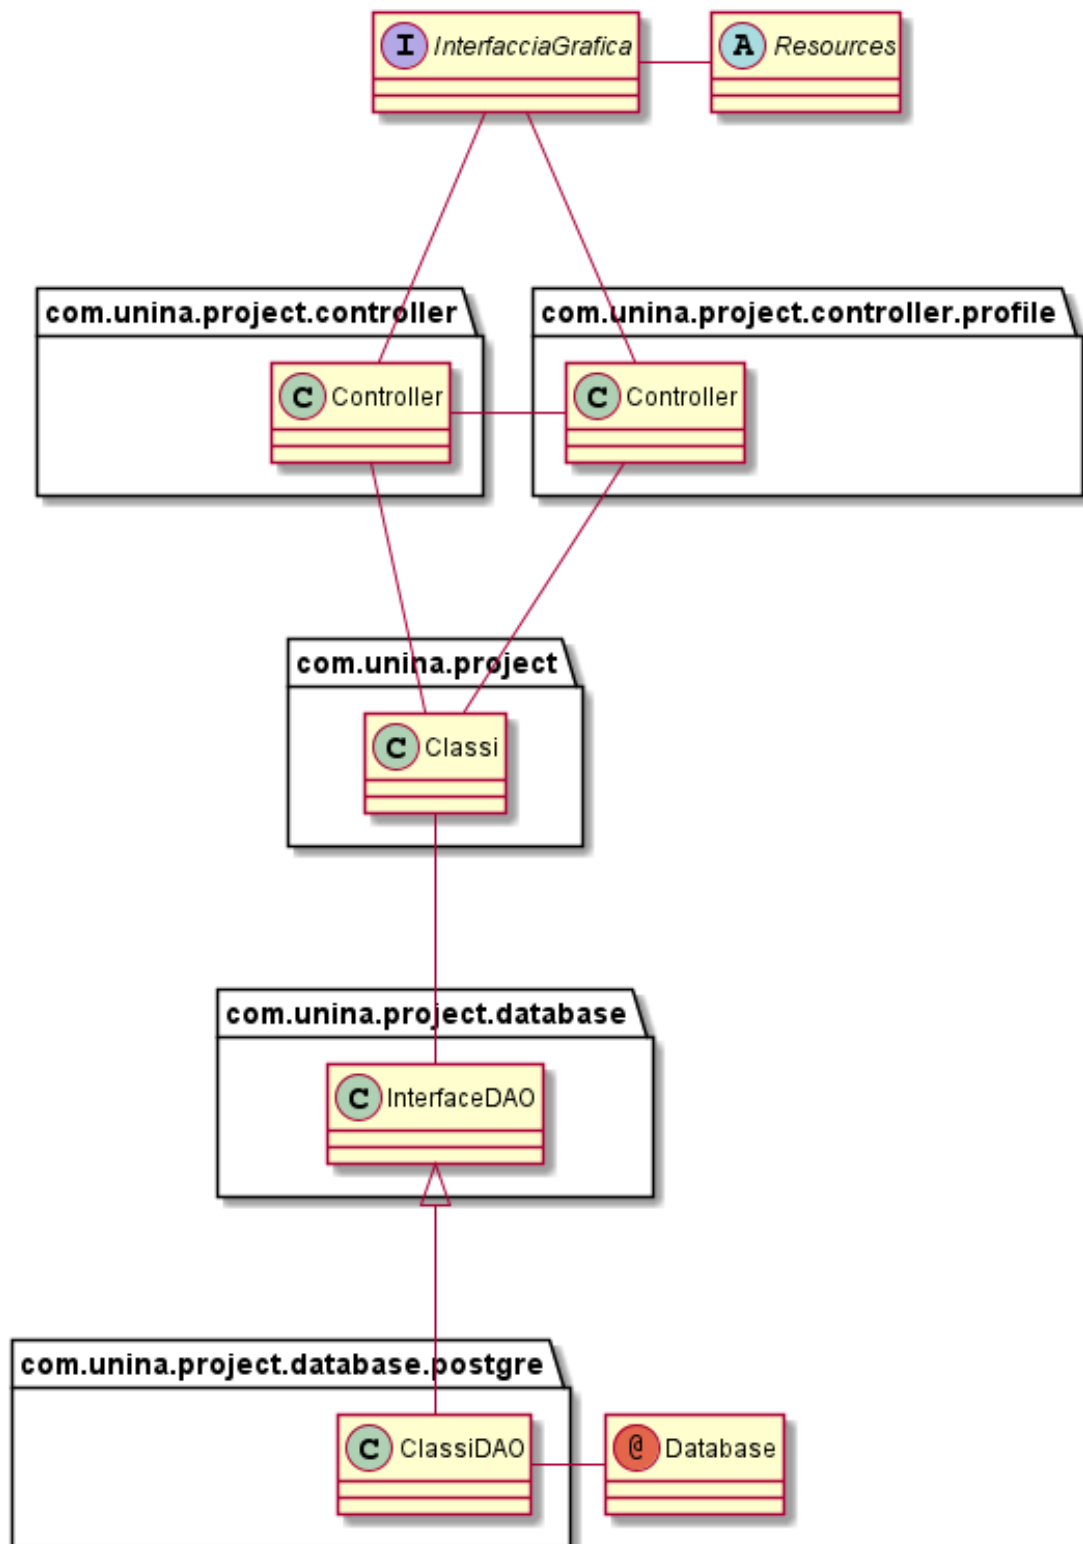 I InterfacciaGrafica
A Resources
com.unina.project.controller
com.unina.project.controller.profile
C Controller
C Controller
com.unina.project
C Classi
com.unina.project.database
C InterfaceDAO
com.unina.project.database.postgre
C ClassiDAO
@ Database